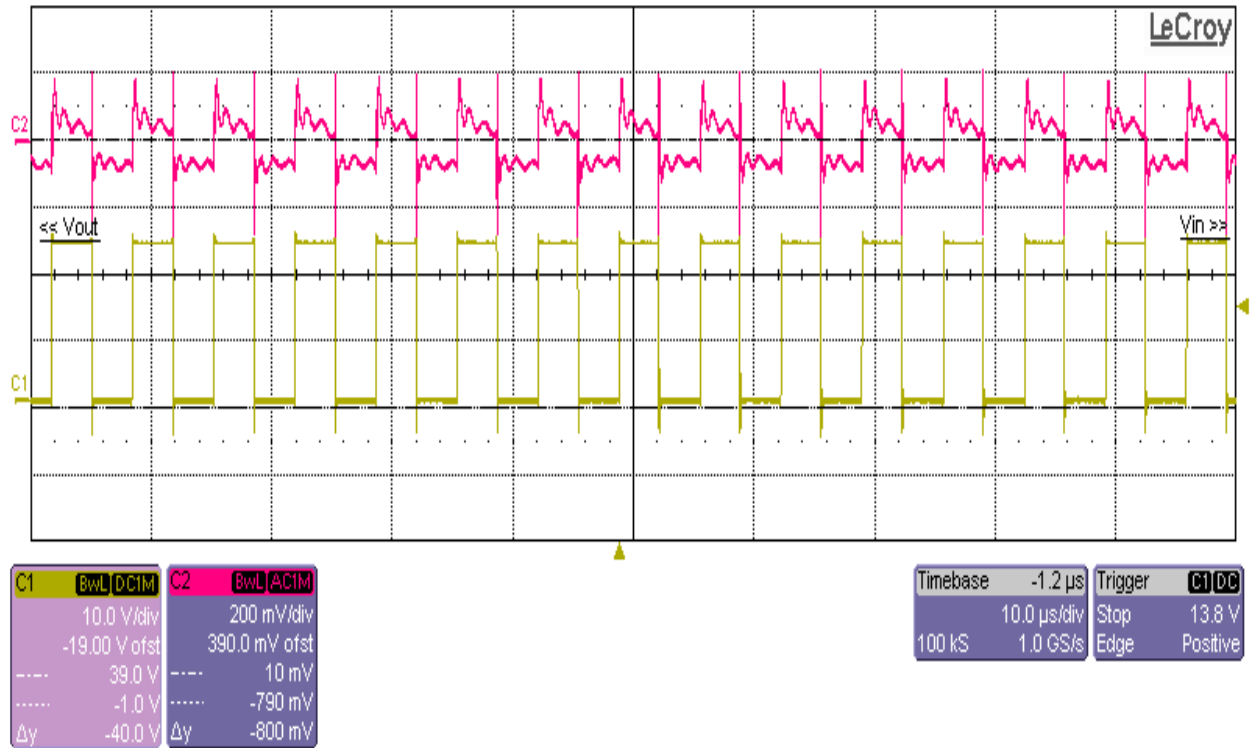 LeCroy
C2
<< Vout
Vin >>
C1
C1 BwL DC1M
10.0 V/div
-19.00 V ofst
39.0 V
-1.0 V
Δy -40.0 V
C2 BwL AC1M
200 mV/div
390.0 mV ofst
10 mV
-790 mV
Δy -800 mV
Timebase -1.2 µs
10.0 µs/div
100 kS 1.0 GS/s
Trigger C1 DC
Stop 13.8 V
Edge Positive